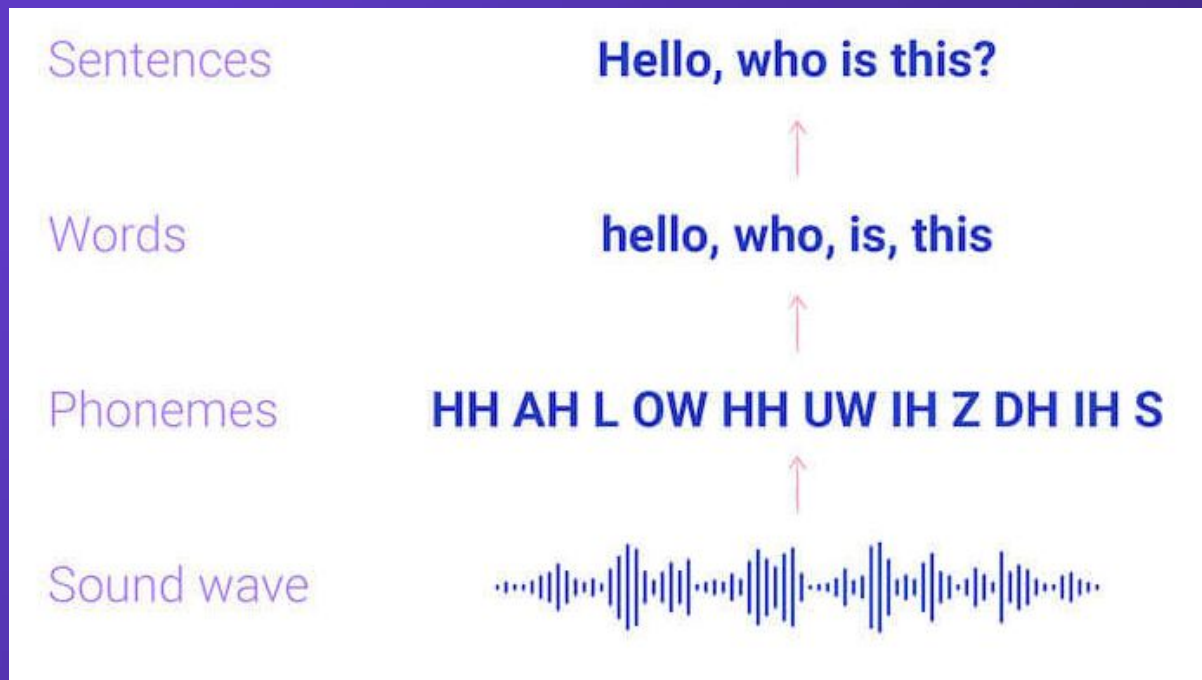 Sentences Hello, who is this?
Words hello, who, is, this
Phonemes HH AH L OW HH UW IH Z DH IH S
Sound wave